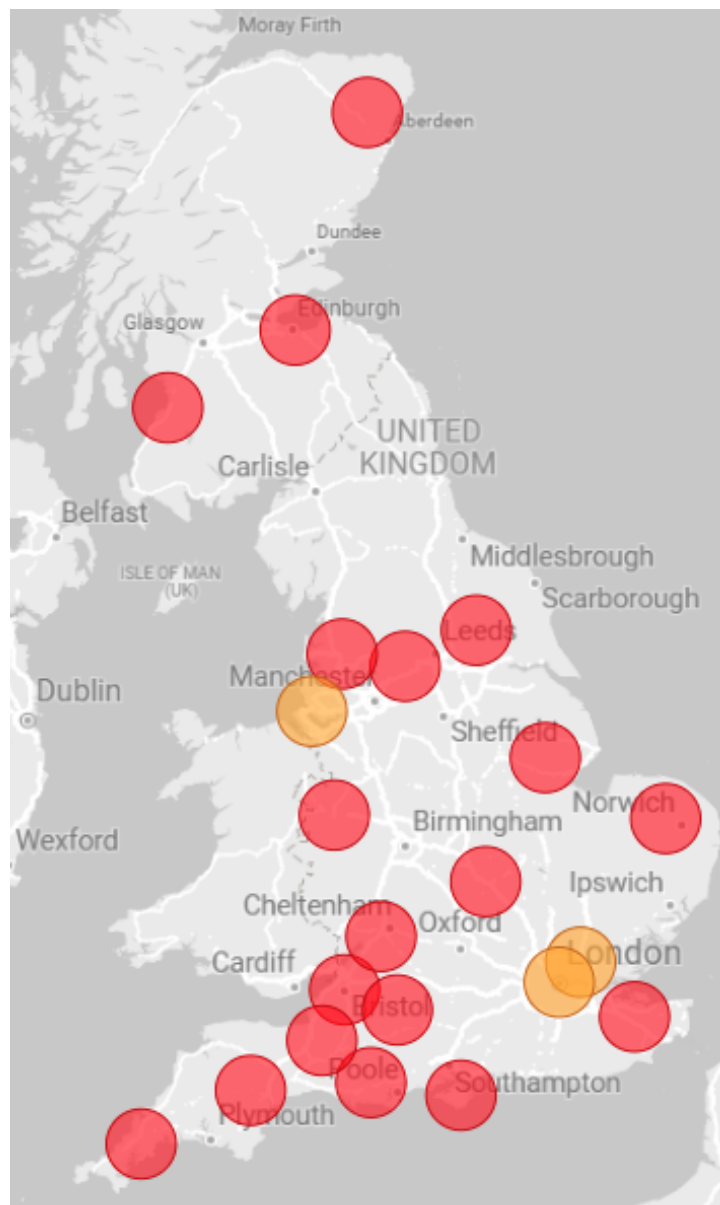 Moray Firth
Aberdeen
Dundee
Edinburgh
Glasgow
UNITED
KINGDOM
Carlisle
Belfast
Middlesbrough
ISLE OF MAN
(UK)
Scarborough
Leeds
Manchester
Dublin
Sheffield
Norwich
Birmingham
Wexford
Ipswich
Cheltenham
Oxford
London
Cardiff
Bristol
Poole
Southampton
Plymouth